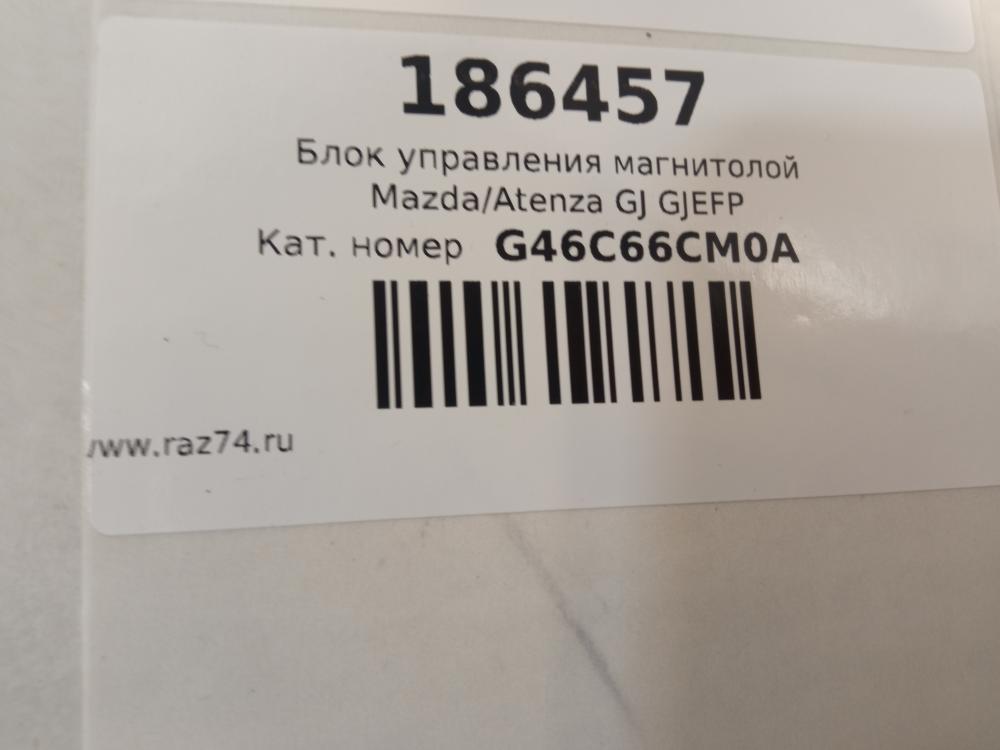 186457
Блок управления магнитолой
Mazda/Atenza GJ GJEFP
Кат. номер G46C66CM0A
www.raz74.ru